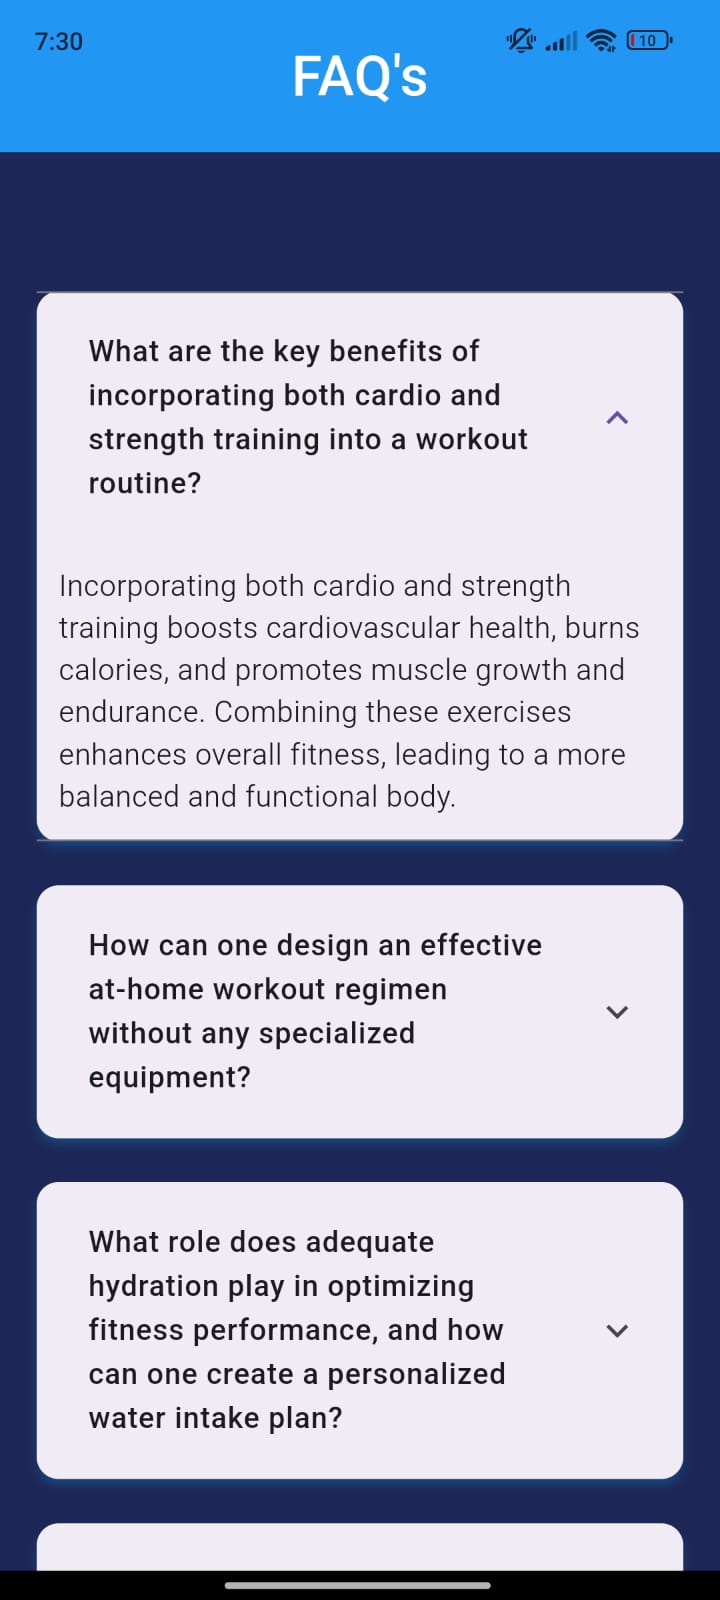 7:30
10
FAQ's
What are the key benefits of
incorporating both cardio and
strength training into a workout
routine?
Incorporating both cardio and strength
training boosts cardiovascular health, burns
calories, and promotes muscle growth and
endurance. Combining these exercises
enhances overall fitness, leading to a more
balanced and functional body.
How can one design an effective
at-home workout regimen
without any specialized
equipment?
What role does adequate
hydration play in optimizing
fitness performance, and how
can one create a personalized
water intake plan?